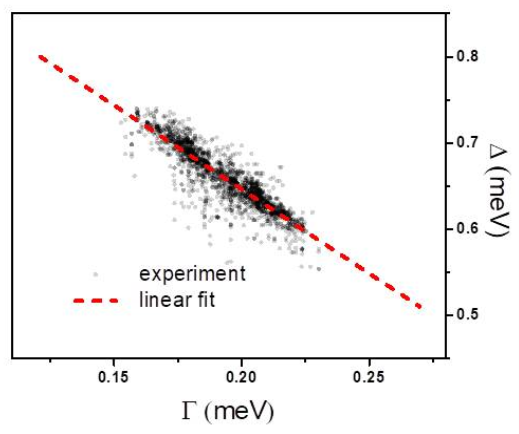 0.8
0.7
0.6
0.5
Δ (meV)
experiment
linear fit
0.15 0.20 0.25
Γ (meV)